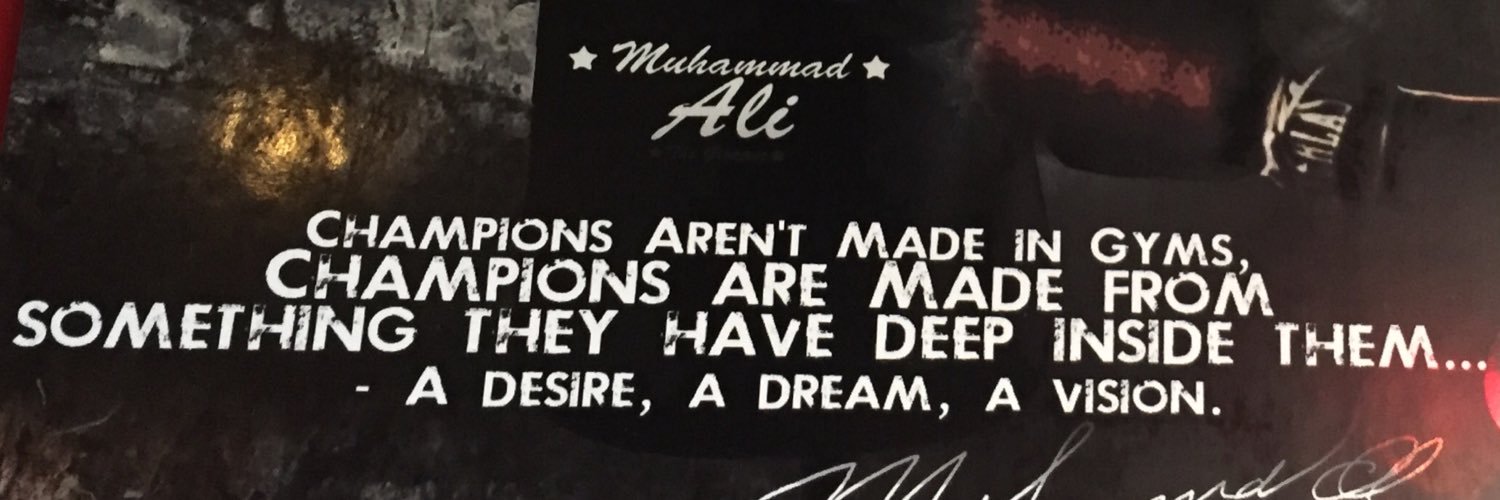 Muhammad
Ali
CHAMPIONS AREN'T MADE IN GYMS,
CHAMPIONS ARE MADE FROM
SOMETHING THEY HAVE DEEP INSIDE THEM...
- A DESIRE, A DREAM, A VISION.